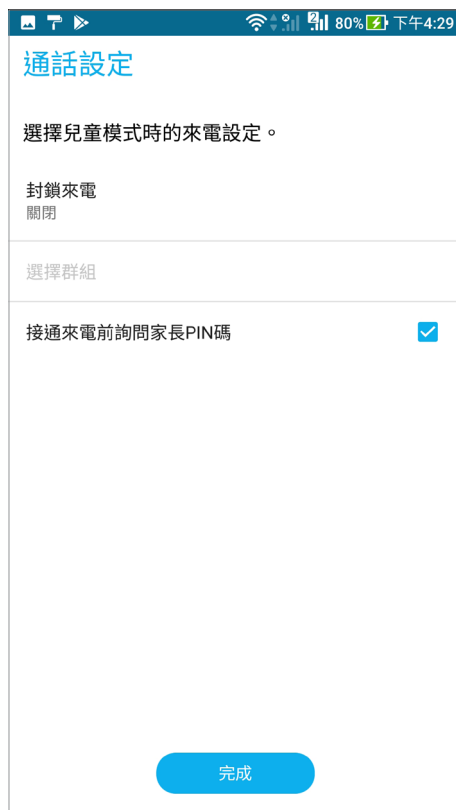 2 80% 下午4:29
通話設定
選擇兒童模式時的來電設定。
封鎖來電
關閉
選擇群組
接通來電前詢問家長PIN碼
完成